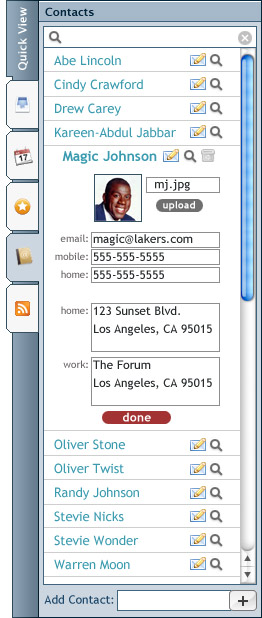 Quick View
Contacts
Abe Lincoln
Cindy Crawford
Drew Carey
Kareen-Abdul Jabbar
17
Magic Johnson
mj.jpg
upload
email: magic@lakers.com
mobile: 555-555-5555
home: 555-555-5555
home: 123 Sunset Blvd.
Los Angeles, CA 95015
work: The Forum
Los Angeles, CA 95015
done
Oliver Stone
Oliver Twist
Randy Johnson
Stevie Nicks
Stevie Wonder
Warren Moon
Add Contact: